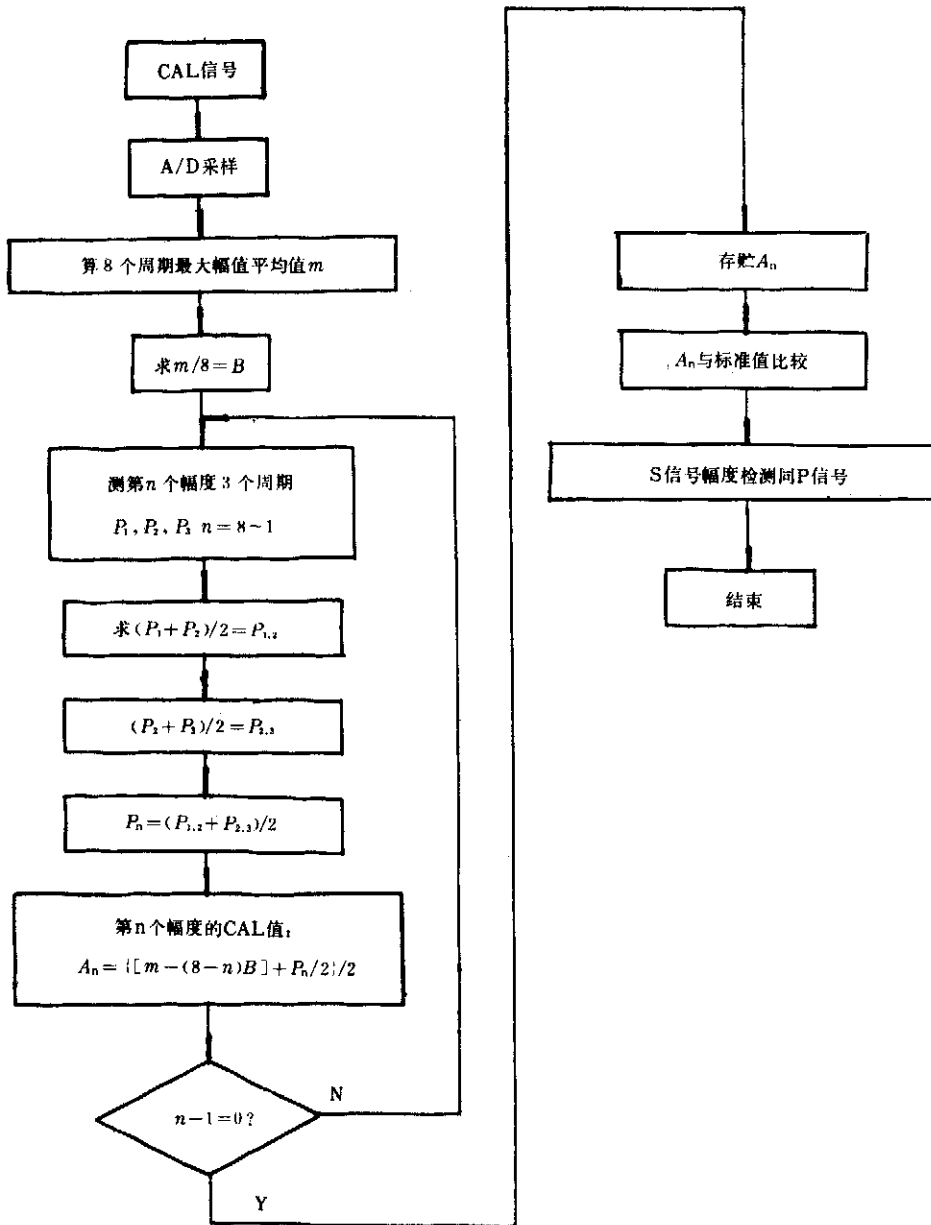 CAL信号
A/D采样
算8个周期最大幅值平均值m
求m/8=B
测第n个幅度3个周期
P₁,P₂,P₃ n=8~1
求(P₁+P₂)/2=P₁,₂
(P₂+P₃)/2=P₂,₃
Pₙ=(P₁,₂+P₂,₃)/2
第n个幅度的CAL值:
Aₙ={[m-(8-n)B]+Pₙ/2}/2
n-1=0?
N
Y
存贮Aₙ
Aₙ与标准值比较
S信号幅度检测同P信号
结束